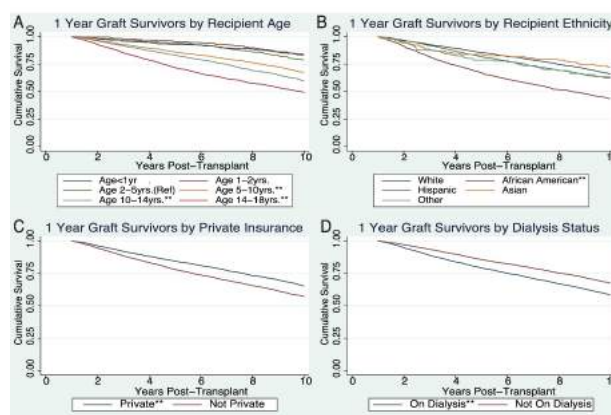 A 1 Year Graft Survivors by Recipient Age
Cumulative Survival
1.00
0.75
0.50
0.25
0.00
0 2 4 6 8 10
Years Post-Transplant
Age<1yr Age 1-2yrs.
Age 2-5yrs.(Ref) Age 5-10yrs.**
Age 10-14yrs.** Age 14-18yrs.**
B 1 Year Graft Survivors by Recipient Ethnicity
Cumulative Survival
1.00
0.75
0.50
0.25
0.00
0 2 4 6 8 10
Years Post-Transplant
White African American**
Hispanic Asian
Other
C 1 Year Graft Survivors by Private Insurance
Cumulative Survival
1.00
0.75
0.50
0.25
0.00
0 2 4 6 8 10
Years Post-Transplant
Private** Not Private
D 1 Year Graft Survivors by Dialysis Status
Cumulative Survival
1.00
0.75
0.50
0.25
0.00
0 2 4 6 8 10
Years Post-Transplant
On Dialysis** Not On Dialysis